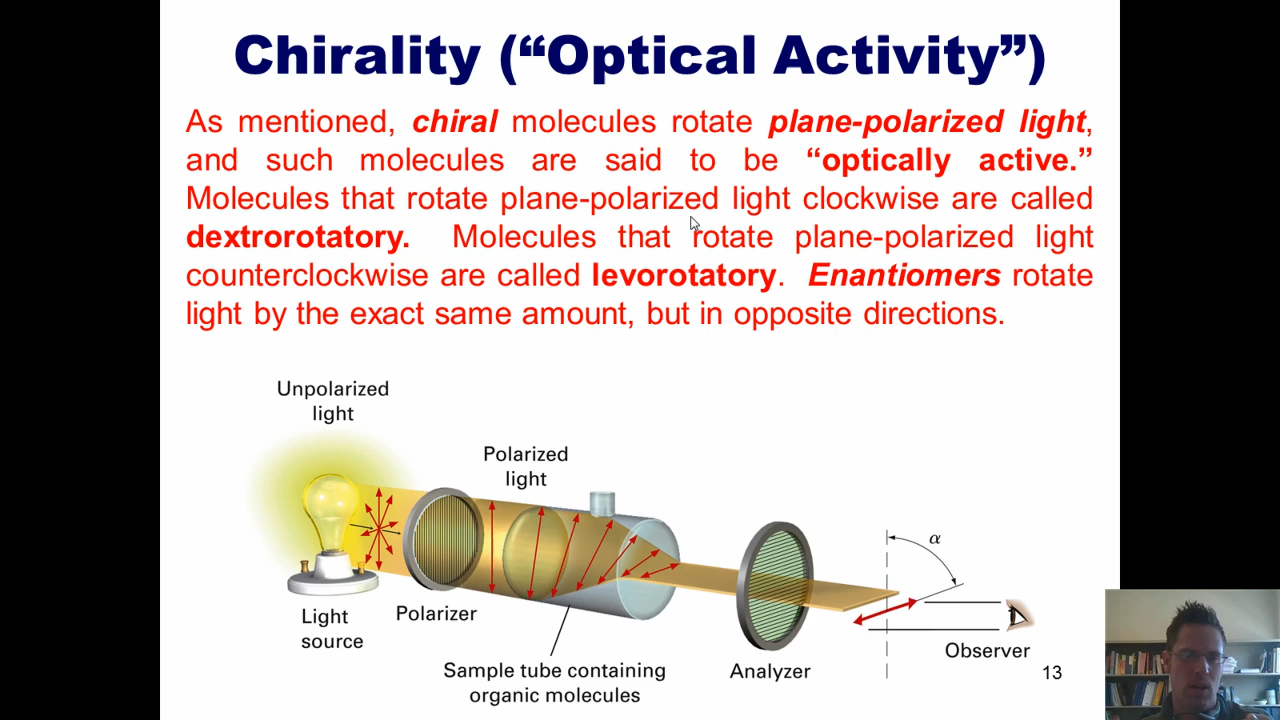 Chirality (“Optical Activity”)
As mentioned, chiral molecules rotate plane-polarized light,
and such molecules are said to be “optically active.”
Molecules that rotate plane-polarized light clockwise are called
dextrorotatory. Molecules that rotate plane-polarized light
counterclockwise are called levorotatory. Enantiomers rotate
light by the exact same amount, but in opposite directions.
Unpolarized
light
Polarized
light
α
Light
source
Polarizer
Sample tube containing
organic molecules
Analyzer
Observer
13